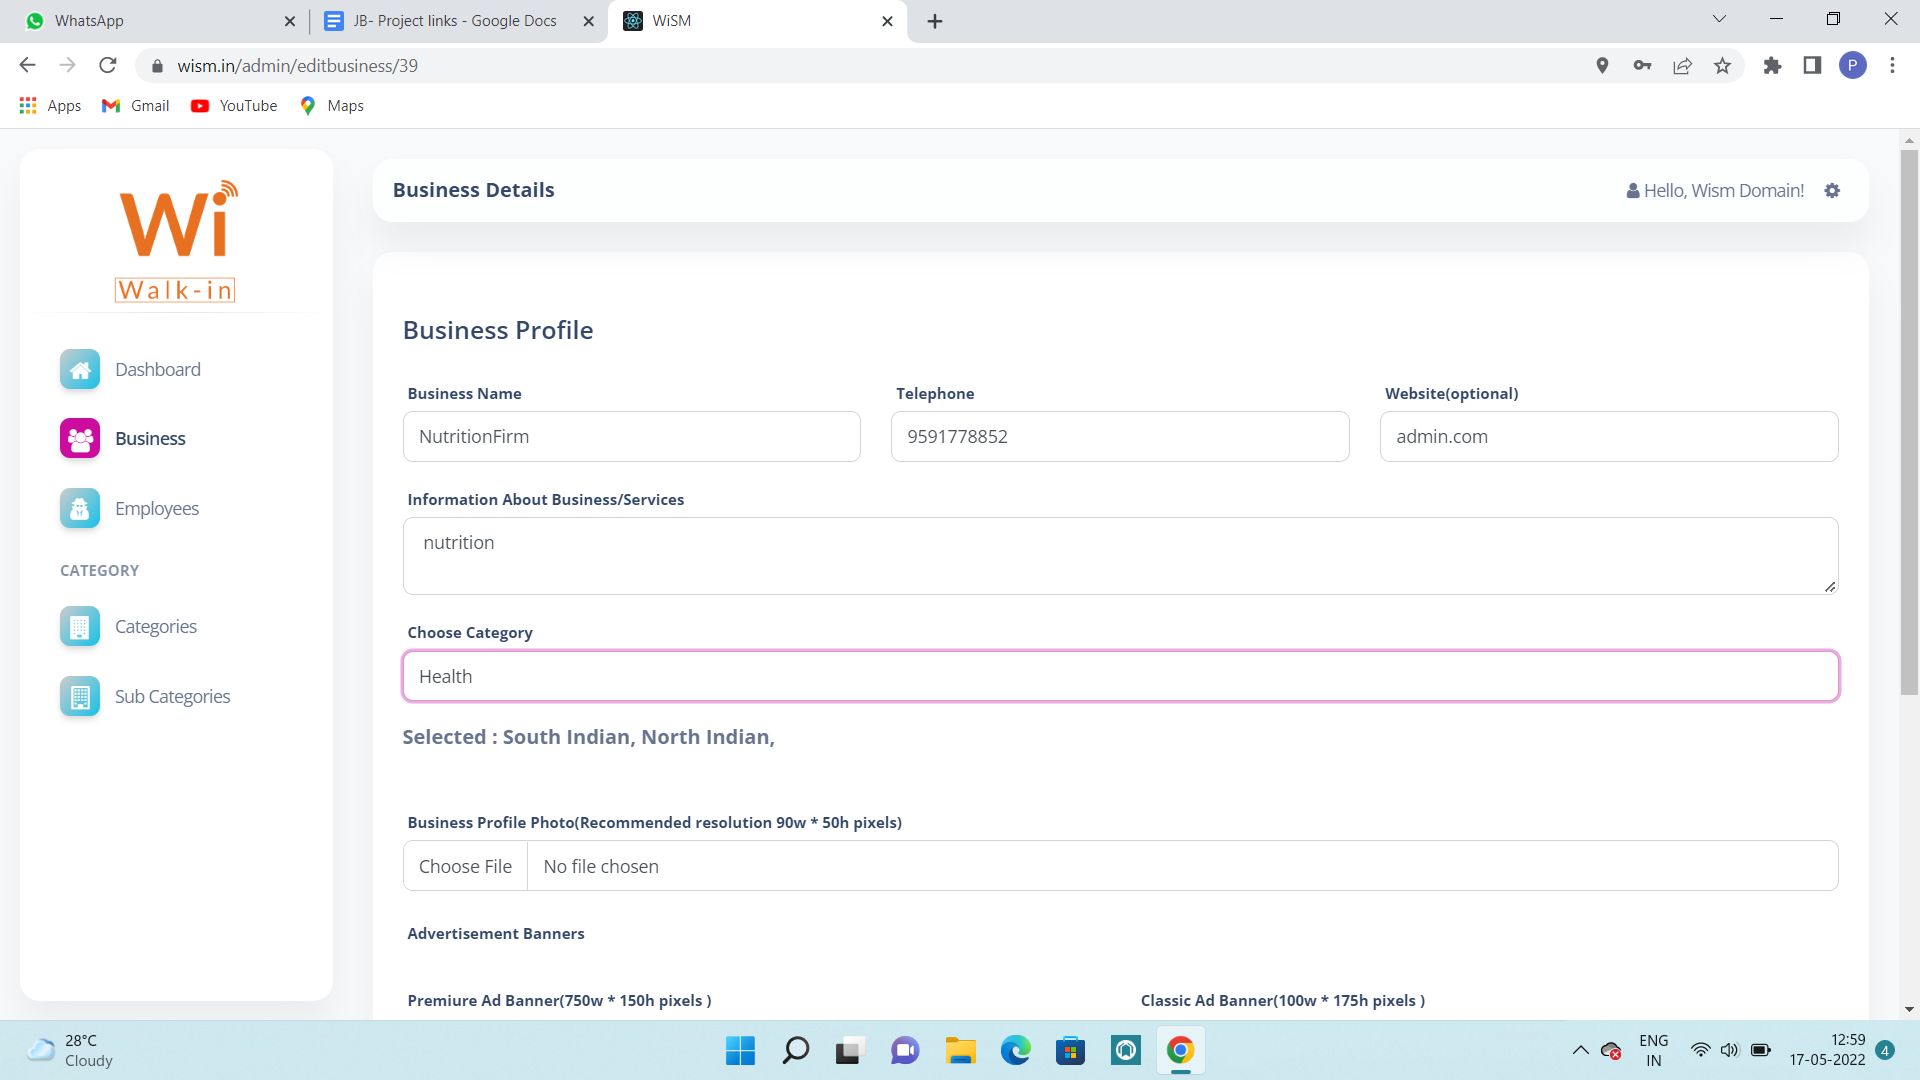 WhatsApp
JB- Project links - Google Docs
WiSM
wism.in/admin/editbusiness/39
P
Apps
Gmail
YouTube
Maps
Wi
Walk-in
Business Details
Hello, Wism Domain!
Dashboard
Business
Employees
CATEGORY
Categories
Sub Categories
Business Profile
Business Name
Telephone
Website(optional)
NutritionFirm
9591778852
admin.com
Information About Business/Services
nutrition
Choose Category
Health
Selected : South Indian, North Indian,
Business Profile Photo(Recommended resolution 90w * 50h pixels)
Choose File
No file chosen
Advertisement Banners
Premiure Ad Banner(750w * 150h pixels )
Classic Ad Banner(100w * 175h pixels )
28°C
Cloudy
ENG
IN
12:59
17-05-2022
4